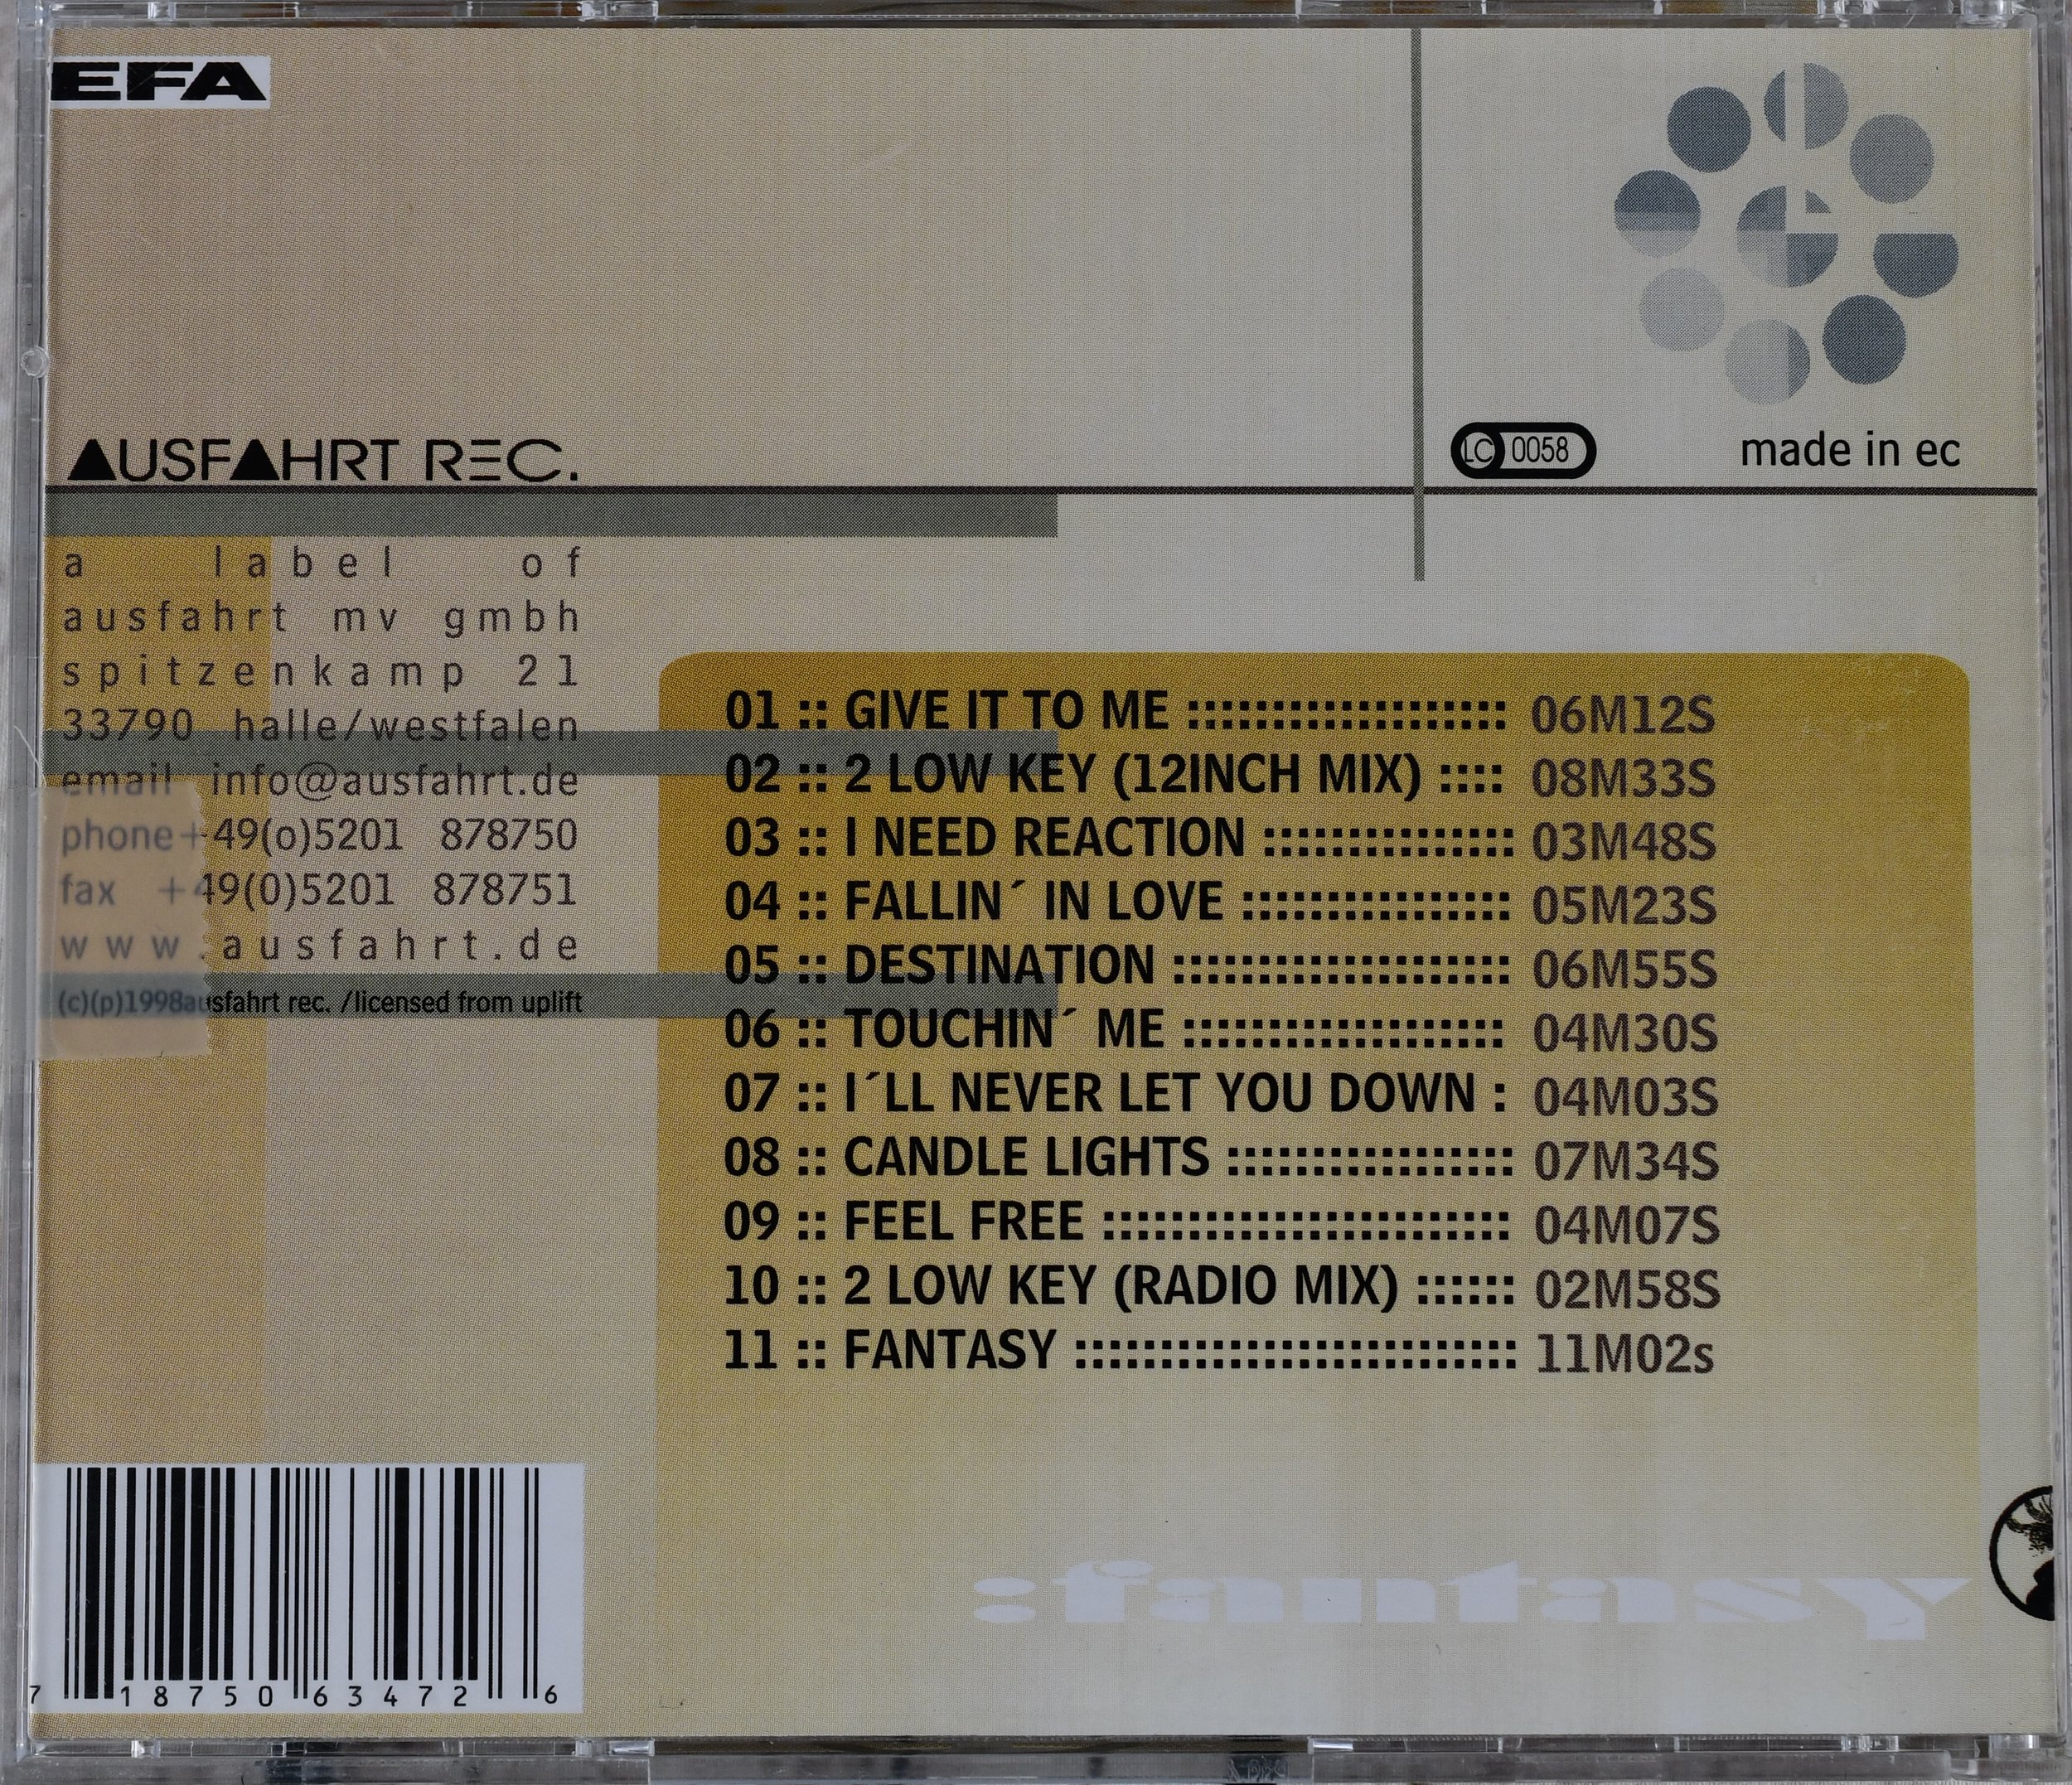 EFA
AUSFAHRT REC.
LC 0058
made in ec
a label of
ausfahrt mv gmbh
spitzenkamp 21
33790 halle/westfalen
email info@ausfahrt.de
phone+49(o)5201 878750
fax +49(0)5201 878751
www.ausfahrt.de
(c)(p)1998ausfahrt rec. /licensed from uplift
01 :: GIVE IT TO ME ::::::::::::::::::: 06M12S
02 :: 2 LOW KEY (12INCH MIX) :::: 08M33S
03 :: I NEED REACTION ::::::::::::::: 03M48S
04 :: FALLIN´ IN LOVE :::::::::::::::: 05M23S
05 :: DESTINATION :::::::::::::::::::: 06M55S
06 :: TOUCHIN´ ME ::::::::::::::::::: 04M30S
07 :: I´LL NEVER LET YOU DOWN : 04M03S
08 :: CANDLE LIGHTS ::::::::::::::::: 07M34S
09 :: FEEL FREE :::::::::::::::::::::::: 04M07S
10 :: 2 LOW KEY (RADIO MIX) :::::: 02M58S
11 :: FANTASY :::::::::::::::::::::::::: 11M02s
:fantasy
7 18750 63472 6